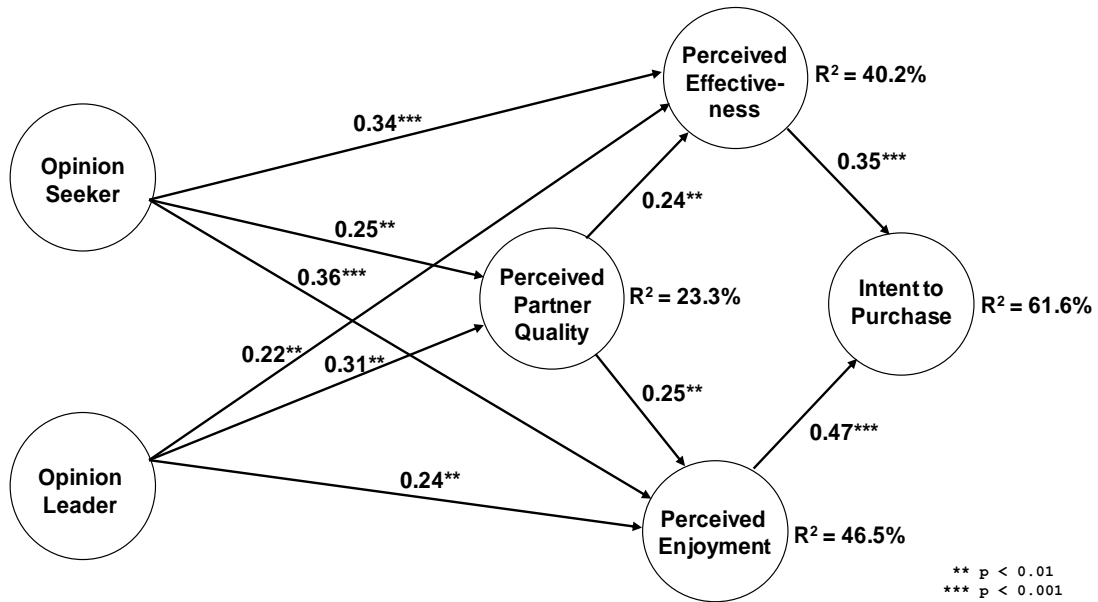 Perceived
Effective-
ness
R² = 40.2%
0.34***
Opinion
Seeker
0.35***
0.24**
0.25**
0.36***
Perceived
Partner
Quality
R² = 23.3%
Intent to
Purchase
R² = 61.6%
0.22**
0.31**
0.25**
0.47***
Opinion
Leader
0.24**
Perceived
Enjoyment
R² = 46.5%
** p < 0.01
*** p < 0.001